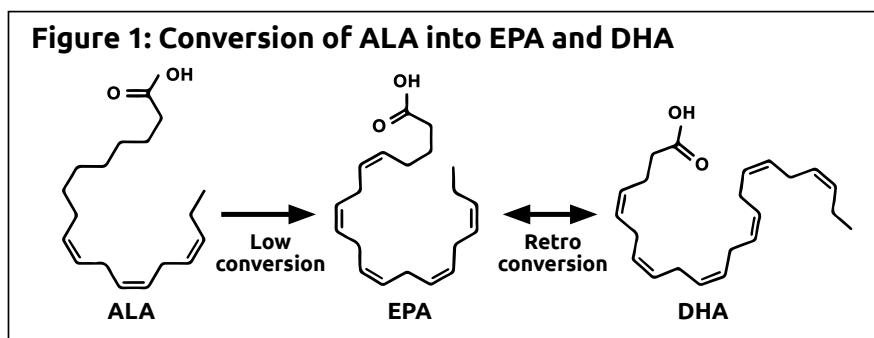 Figure 1: Conversion of ALA into EPA and DHA
OH
O
ALA
Low
conversion
OH
O
EPA
Retro
conversion
OH
O
DHA